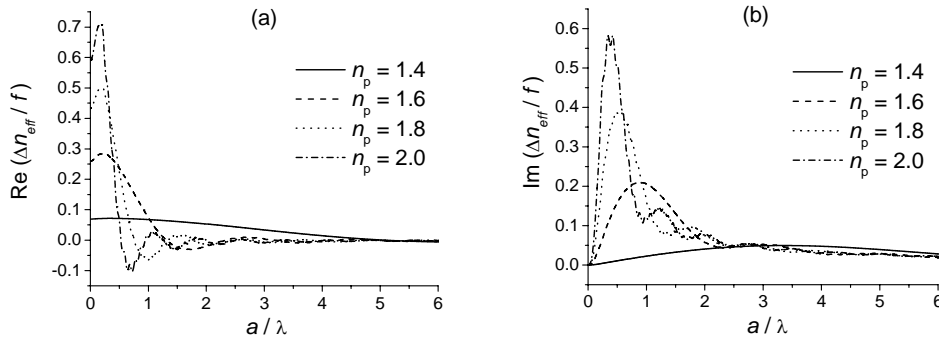 (a)
Re (Δn_eff / f)
0.7
0.6
0.5
0.4
0.3
0.2
0.1
0.0
-0.1
n_p = 1.4
n_p = 1.6
n_p = 1.8
n_p = 2.0
0 1 2 3 4 5 6
a / λ
(b)
Im (Δn_eff / f)
0.6
0.5
0.4
0.3
0.2
0.1
0.0
n_p = 1.4
n_p = 1.6
n_p = 1.8
n_p = 2.0
0 1 2 3 4 5 6
a / λ